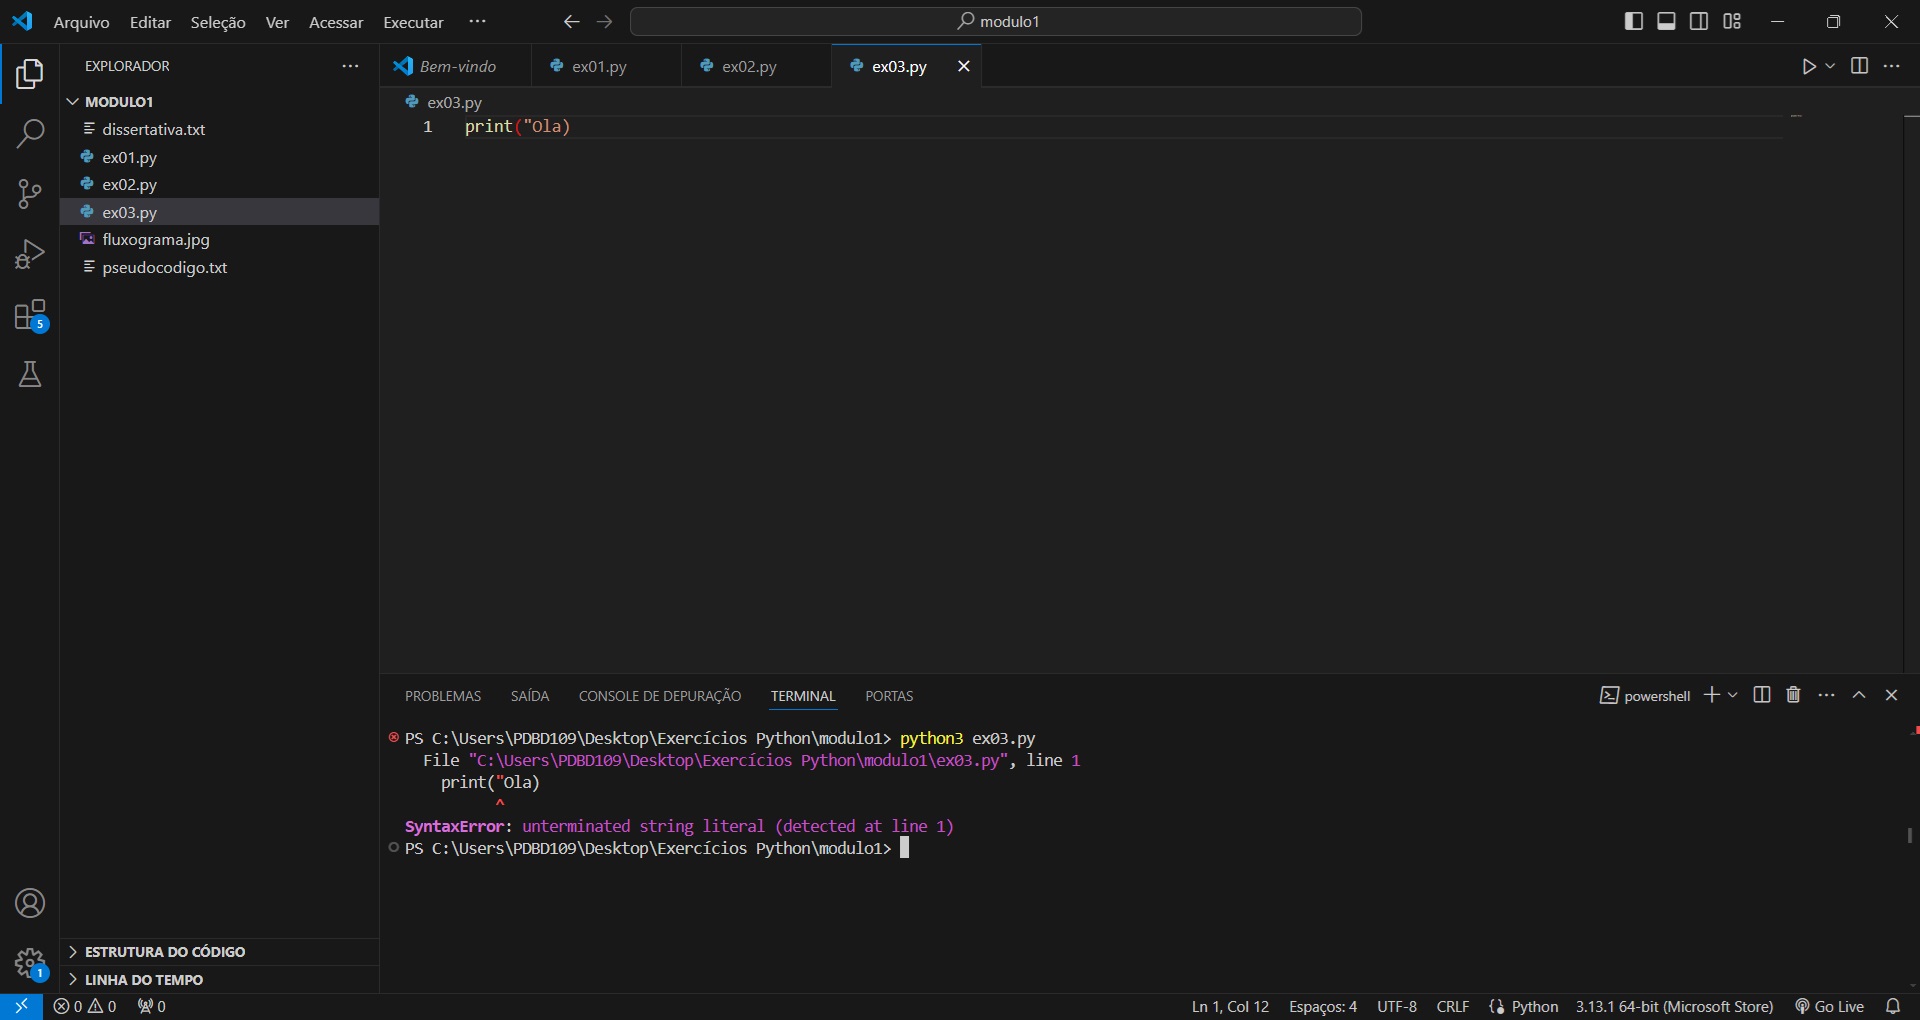 Arquivo Editar Seleção Ver Acessar Executar ···
modulo1
EXPLORADOR ···
MODULO1
dissertativa.txt
ex01.py
ex02.py
ex03.py
fluxograma.jpg
pseudocodigo.txt
5
ESTRUTURA DO CÓDIGO
LINHA DO TEMPO
1
Bem-vindo ex01.py ex02.py ex03.py
ex03.py
1 print("Ola)
PROBLEMAS SAÍDA CONSOLE DE DEPURAÇÃO TERMINAL PORTAS
powershell
PS C:\Users\PDBD109\Desktop\Exercícios Python\modulo1> python3 ex03.py
File "C:\Users\PDBD109\Desktop\Exercícios Python\modulo1\ex03.py", line 1
print("Ola)
^
SyntaxError: unterminated string literal (detected at line 1)
PS C:\Users\PDBD109\Desktop\Exercícios Python\modulo1>
0 0 0
Ln 1, Col 12 Espaços: 4 UTF-8 CRLF Python 3.13.1 64-bit (Microsoft Store) Go Live